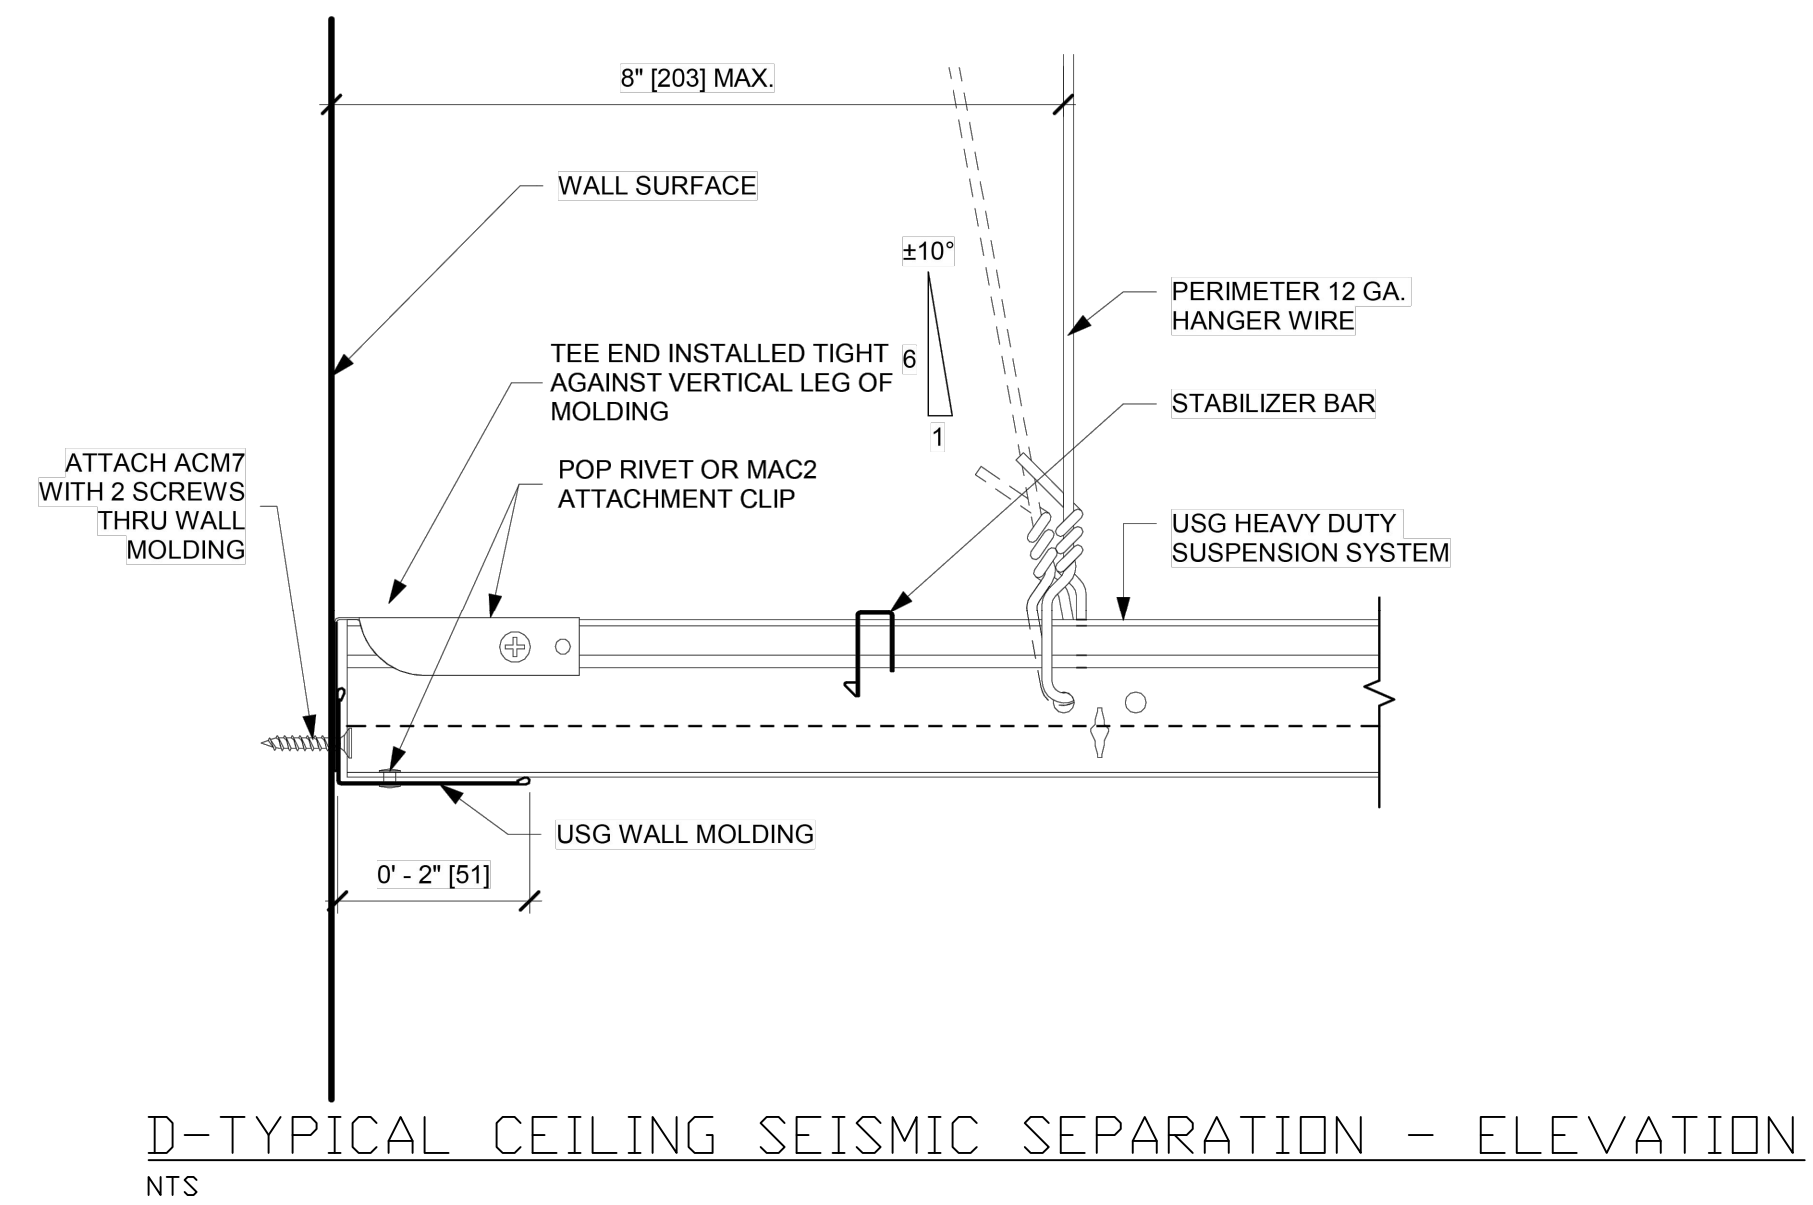 8" [203] MAX.
WALL SURFACE
±10°
6
1
PERIMETER 12 GA.
HANGER WIRE
TEE END INSTALLED TIGHT
AGAINST VERTICAL LEG OF
MOLDING
STABILIZER BAR
ATTACH ACM7
WITH 2 SCREWS
THRU WALL
MOLDING
POP RIVET OR MAC2
ATTACHMENT CLIP
USG HEAVY DUTY
SUSPENSION SYSTEM
USG WALL MOLDING
0' - 2" [51]
D-TYPICAL CEILING SEISMIC SEPARATION - ELEVATION
NTS